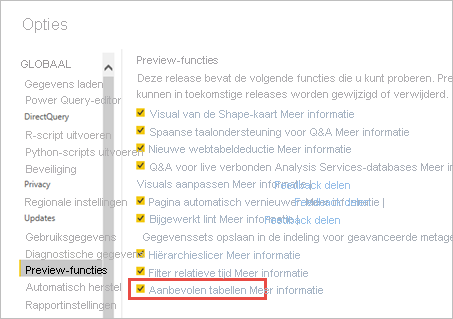 Opties
GLOBAAL
Gegevens laden
Power Query-editor
DirectQuery
R-script uitvoeren
Python-scripts uitvoeren
Beveiliging
Privacy
Regionale instellingen
Updates
Gebruiksgegevens
Diagnostische gegevens
Preview-functies
Automatisch herstel
Rapportinstellingen
Preview-functies
Deze release bevat de volgende functies die u kunt proberen. Pre
kunnen in toekomstige releases worden gewijzigd of verwijderd.
Visual van de Shape-kaart Meer informatie
Spaanse taalondersteuning voor Q&A Meer informatie
Nieuwe webtabeldeductie Meer informatie
Q&A voor live verbonden Analysis Services-databases Meer info
Visuals aanpassen Meer informatie | Feedback delen
Pagina automatisch vernieuwen Meer informatie | Feedback delen
Bijgewerkt lint Meer informatie | Feedback delen
Gegevenssets opslaan in de indeling voor geavanceerde metage
Hiërarchieslicer Meer informatie
Filter relatieve tijd Meer informatie
Aanbevolen tabellen Meer informatie